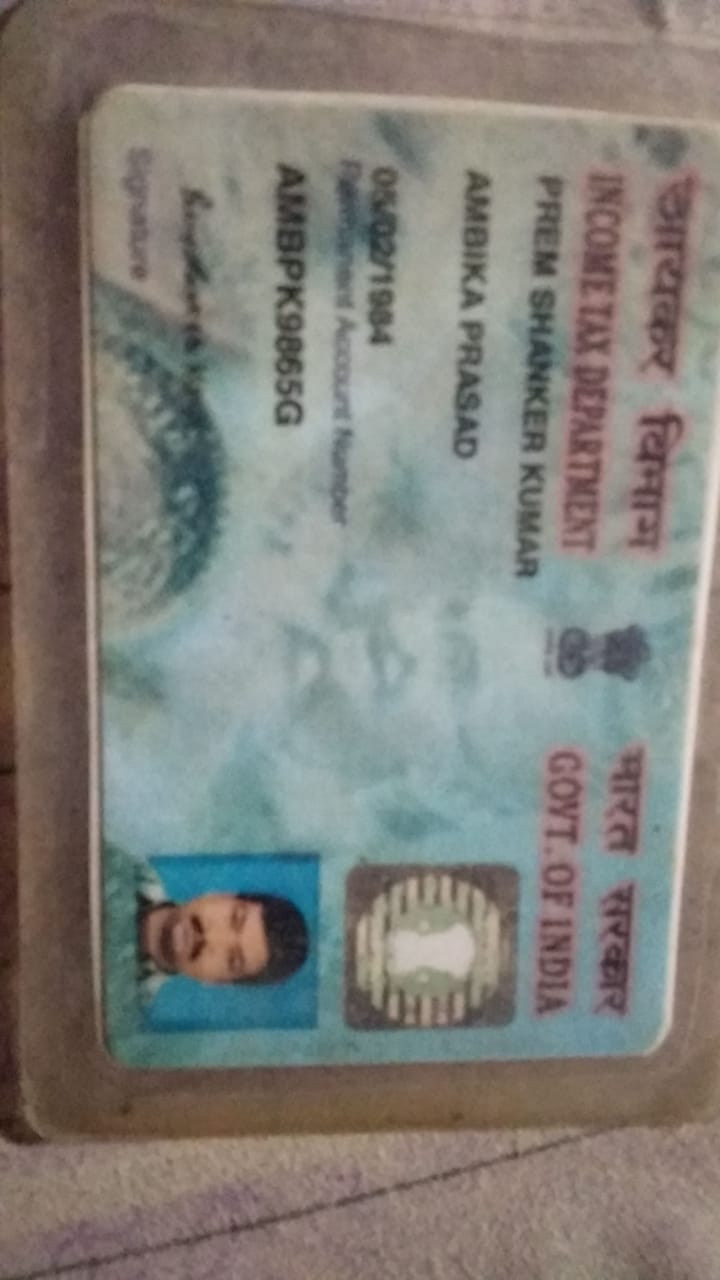 आयकर विभाग
INCOME TAX DEPARTMENT
भारत सरकार
GOVT. OF INDIA
PREM SHANKER KUMAR
AMBIKA PRASAD
05/02/1984
Permanent Account Number
AMBPK9865G
Signature